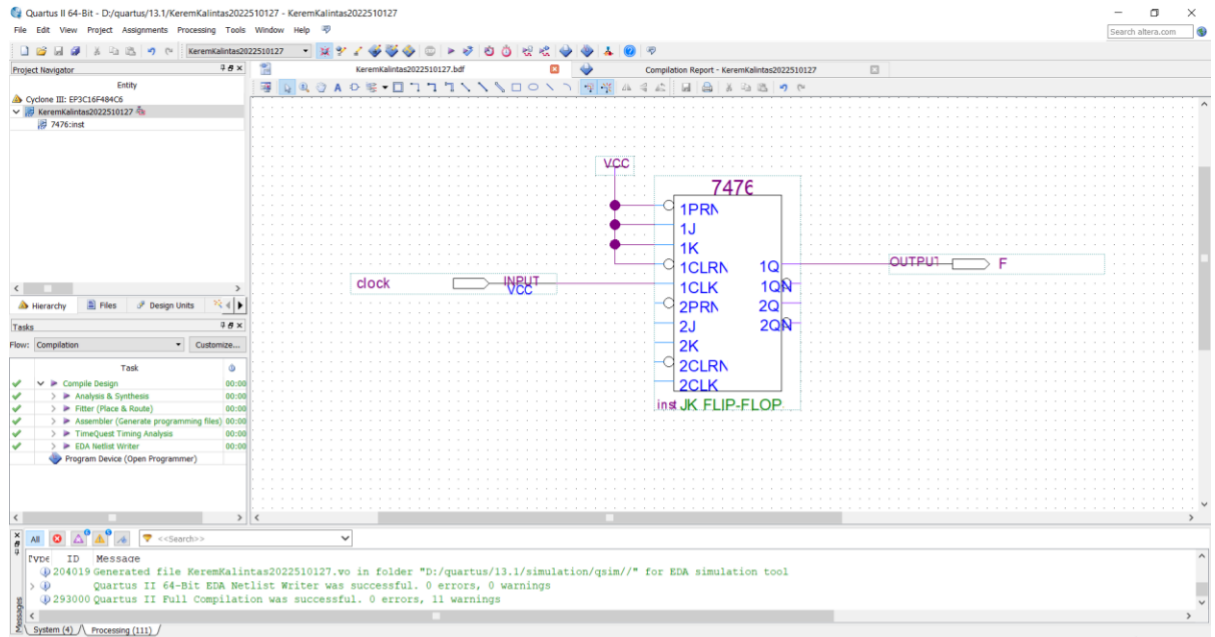 Quartus II 64-Bit - D:/quartus/13.1/KeremKalintas2022510127 - KeremKalintas2022510127
File Edit View Project Assignments Processing Tools Window Help
Search altera.com
KeremKalintas2022510127
Project Navigator
KeremKalintas2022510127.bdf
Compilation Report - KeremKalintas2022510127
Entity
Cyclone III: EP3C16F484C6
KeremKalintas2022510127
7476:inst
Hierarchy Files Design Units
Tasks
Flow: Compilation Customize...
Task
Compile Design 00:00
Analysis & Synthesis 00:00
Fitter (Place & Route) 00:00
Assembler (Generate programming files) 00:00
TimeQuest Timing Analysis 00:00
EDA Netlist Writer 00:00
Program Device (Open Programmer)
VCC
7476
1PRN
1J
1K
1CLRN 1Q
OUTPUT F
clock INPUT
VCC
1CLK 1QN
2PRN 2Q
2J 2QN
2K
2CLRN
2CLK
inst JK FLIP-FLOP
All <<Search>>
Type ID Message
204019 Generated file KeremKalintas2022510127.vo in folder "D:/quartus/13.1/simulation/qsim//" for EDA simulation tool
Quartus II 64-Bit EDA Netlist Writer was successful. 0 errors, 0 warnings
293000 Quartus II Full Compilation was successful. 0 errors, 11 warnings
Messages
System (4) Processing (111)